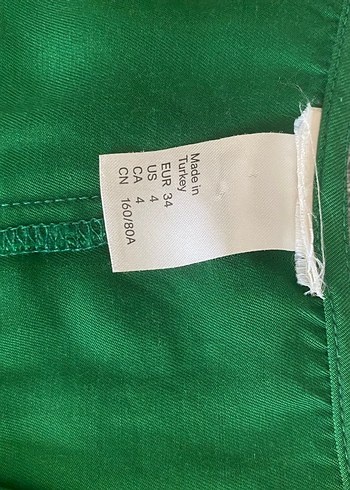 Made in
Turkey
EUR 34
US 4
CA 4
CN 160/80A